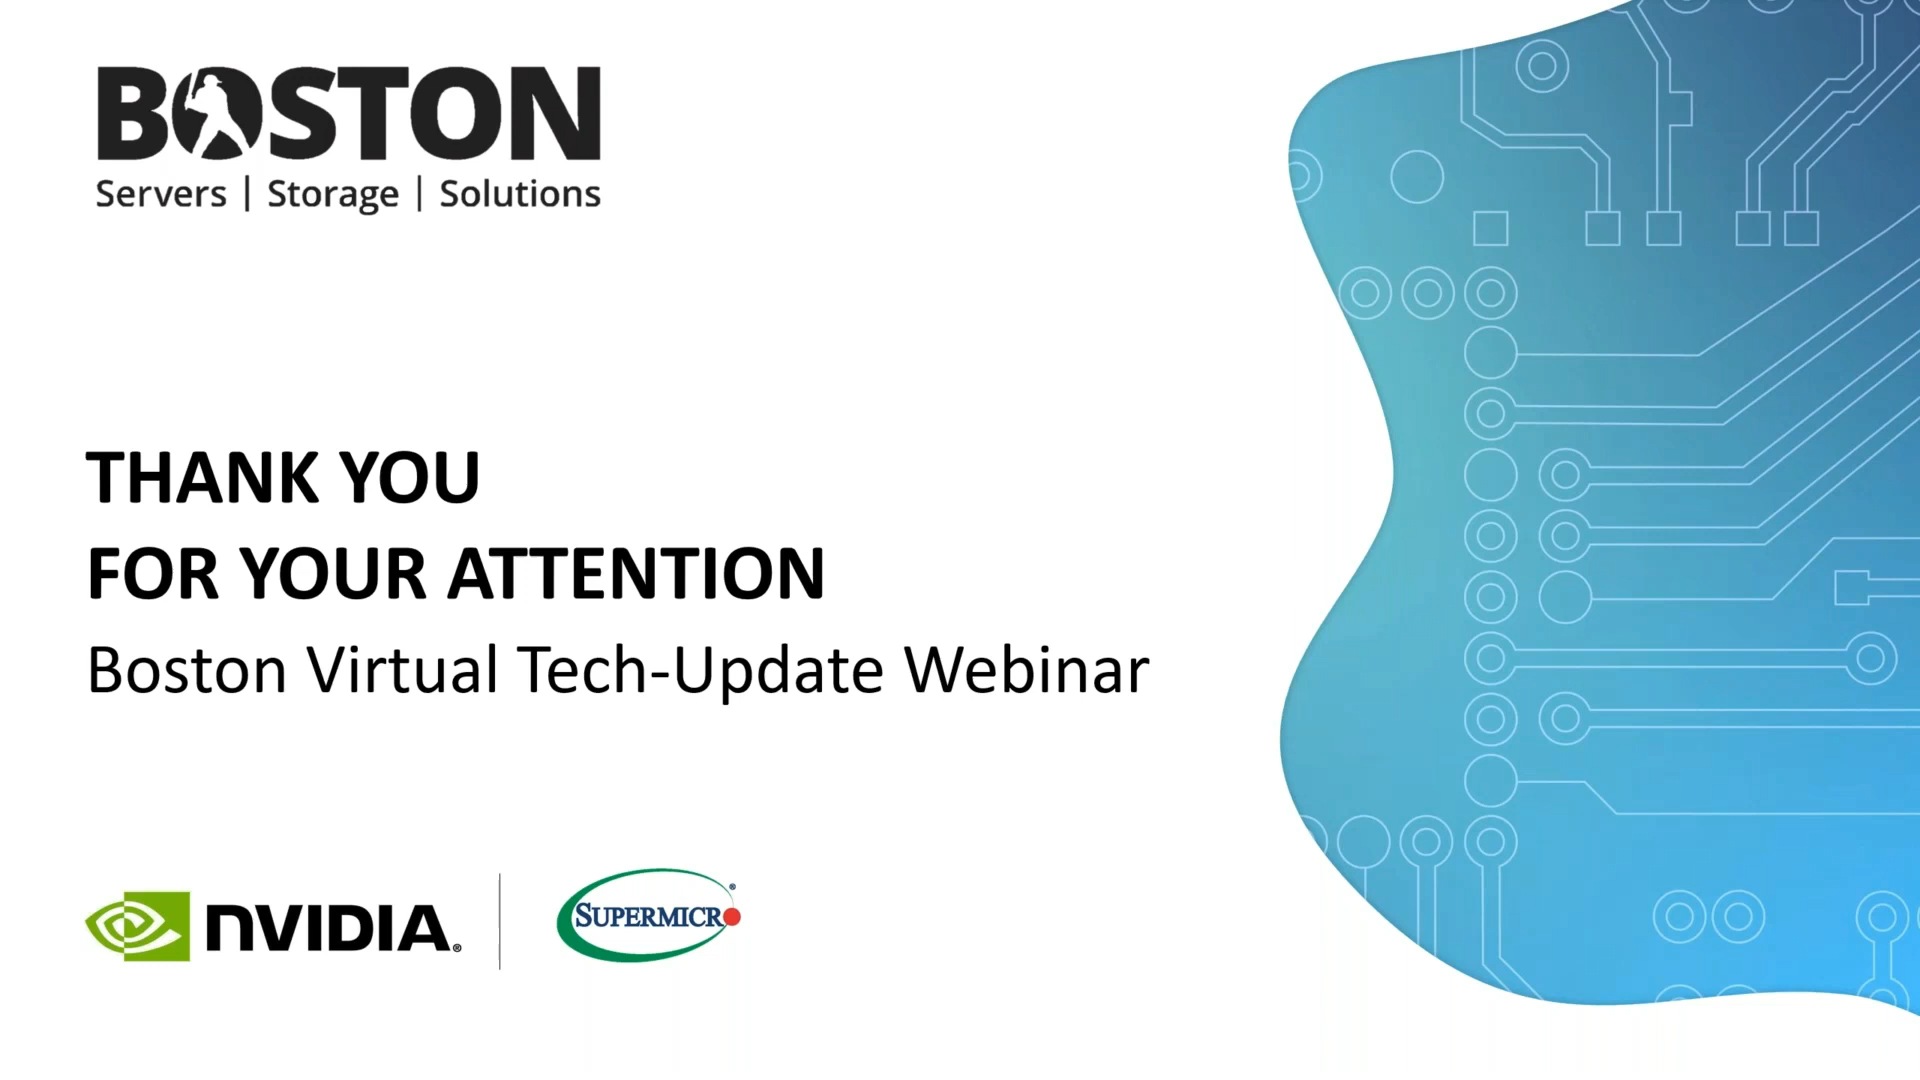 BOSTON
Servers | Storage | Solutions
THANK YOU
FOR YOUR ATTENTION
Boston Virtual Tech-Update Webinar
NVIDIA®
SUPERMICRO®